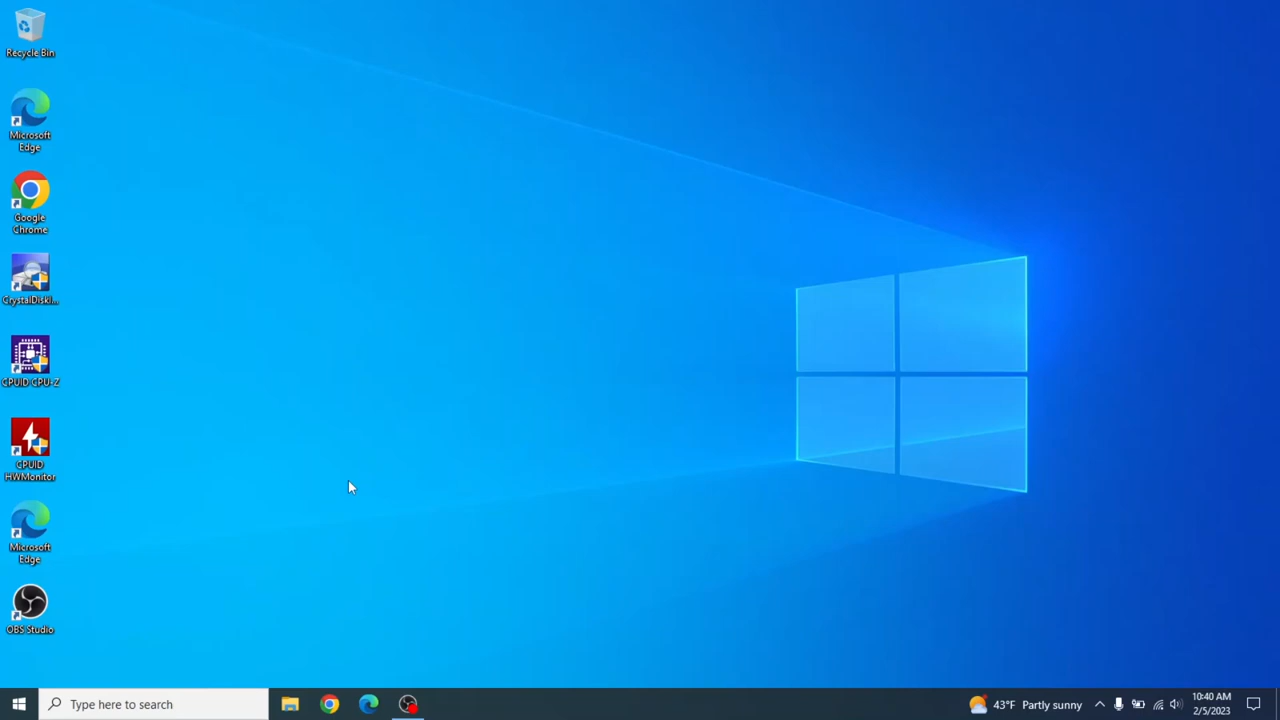 Recycle Bin
Microsoft
Edge
Google
Chrome
CrystalDiskI...
CPUID CPU-Z
CPUID
HWMonitor
Microsoft
Edge
OBS Studio
Type here to search
43°F Partly sunny
10:40 AM
2/5/2023